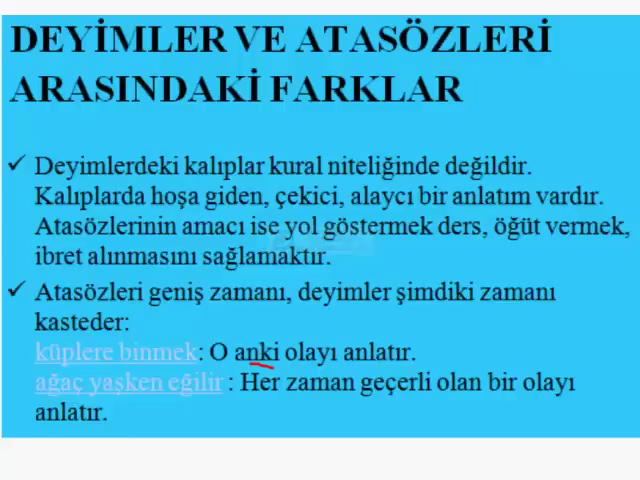 DEYİMLER VE ATASÖZLERİ
ARASINDAKİ FARKLAR
✓ Deyimlerdeki kalıplar kural niteliğinde değildir.
Kalıplarda hoşa giden, çekici, alaycı bir anlatım vardır.
Atasözlerinin amacı ise yol göstermek ders, öğüt vermek,
ibret alınmasını sağlamaktır.
✓ Atasözleri geniş zamanı, deyimler şimdiki zamanı
kasteder:
küplere binmek: O anki olayı anlatır.
ağaç yaşken eğilir : Her zaman geçerli olan bir olayı
anlatır.